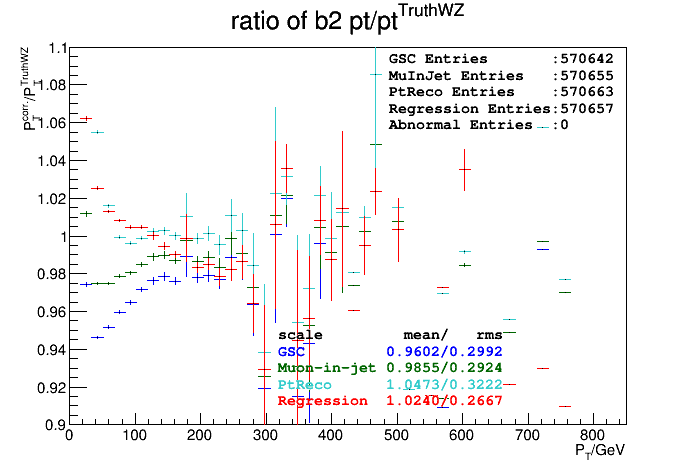 ratio of b2 pt/pt^TruthWZ
P_T^corr./P_T^TruthWZ
1.1
1.08
1.06
1.04
1.02
1
0.98
0.96
0.94
0.92
0.9
GSC Entries :570642
MuInJet Entries :570655
PtReco Entries :570663
Regression Entries:570657
Abnormal Entries :0
scale mean/ rms
GSC 0.9602/0.2992
Muon-in-jet 0.9855/0.2924
PtReco 1.0473/0.3222
Regression 1.0240/0.2667
0 100 200 300 400 500 600 700 800
P_T/GeV